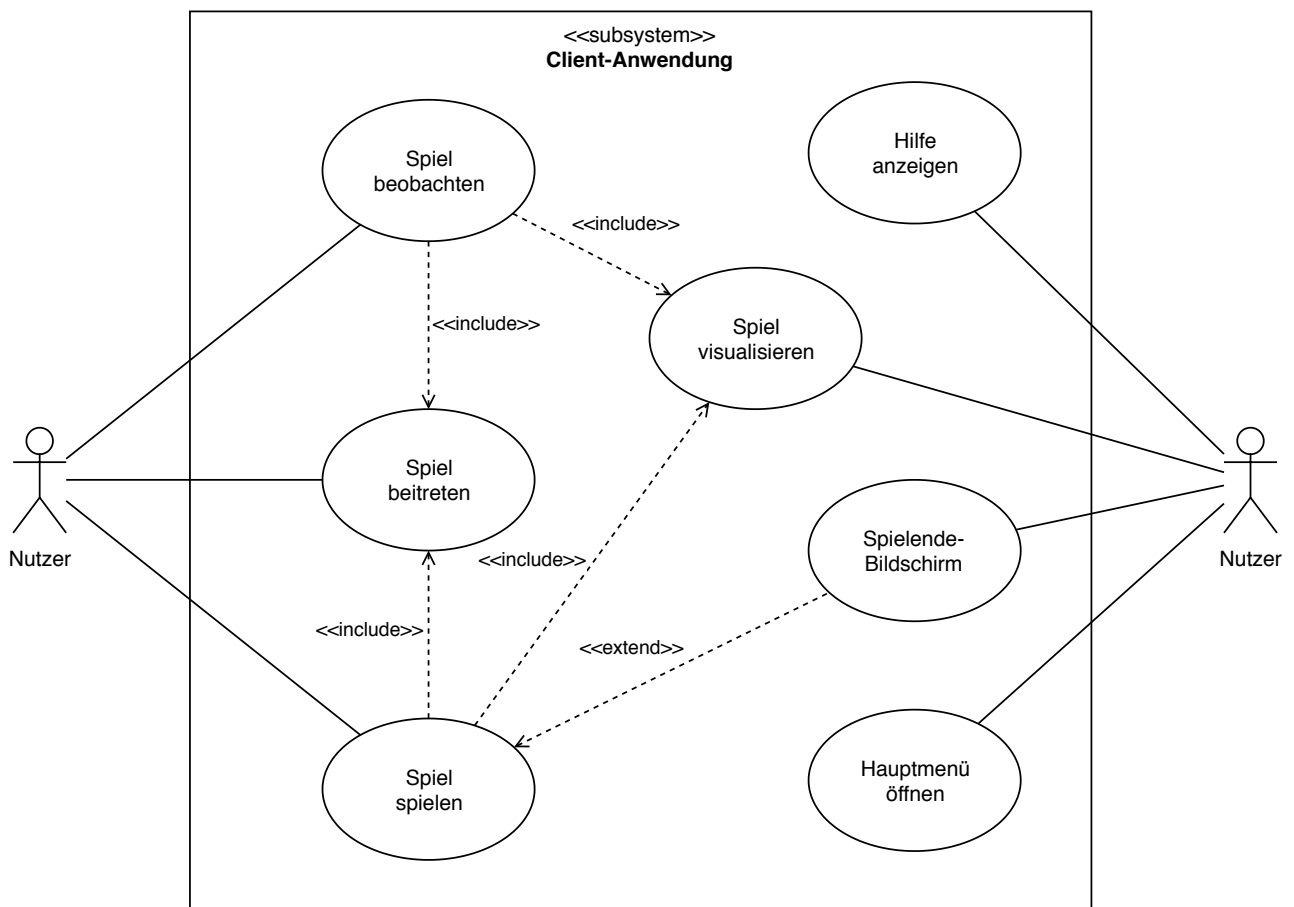 <<subsystem>>
Client-Anwendung
Spiel
beobachten
Hilfe
anzeigen
<<include>>
<<include>>
Spiel
visualisieren
Spiel
beitreten
Nutzer
<<include>>
Spielende-
Bildschirm
Nutzer
<<include>>
<<extend>>
Spiel
spielen
Hauptmenü
öffnen